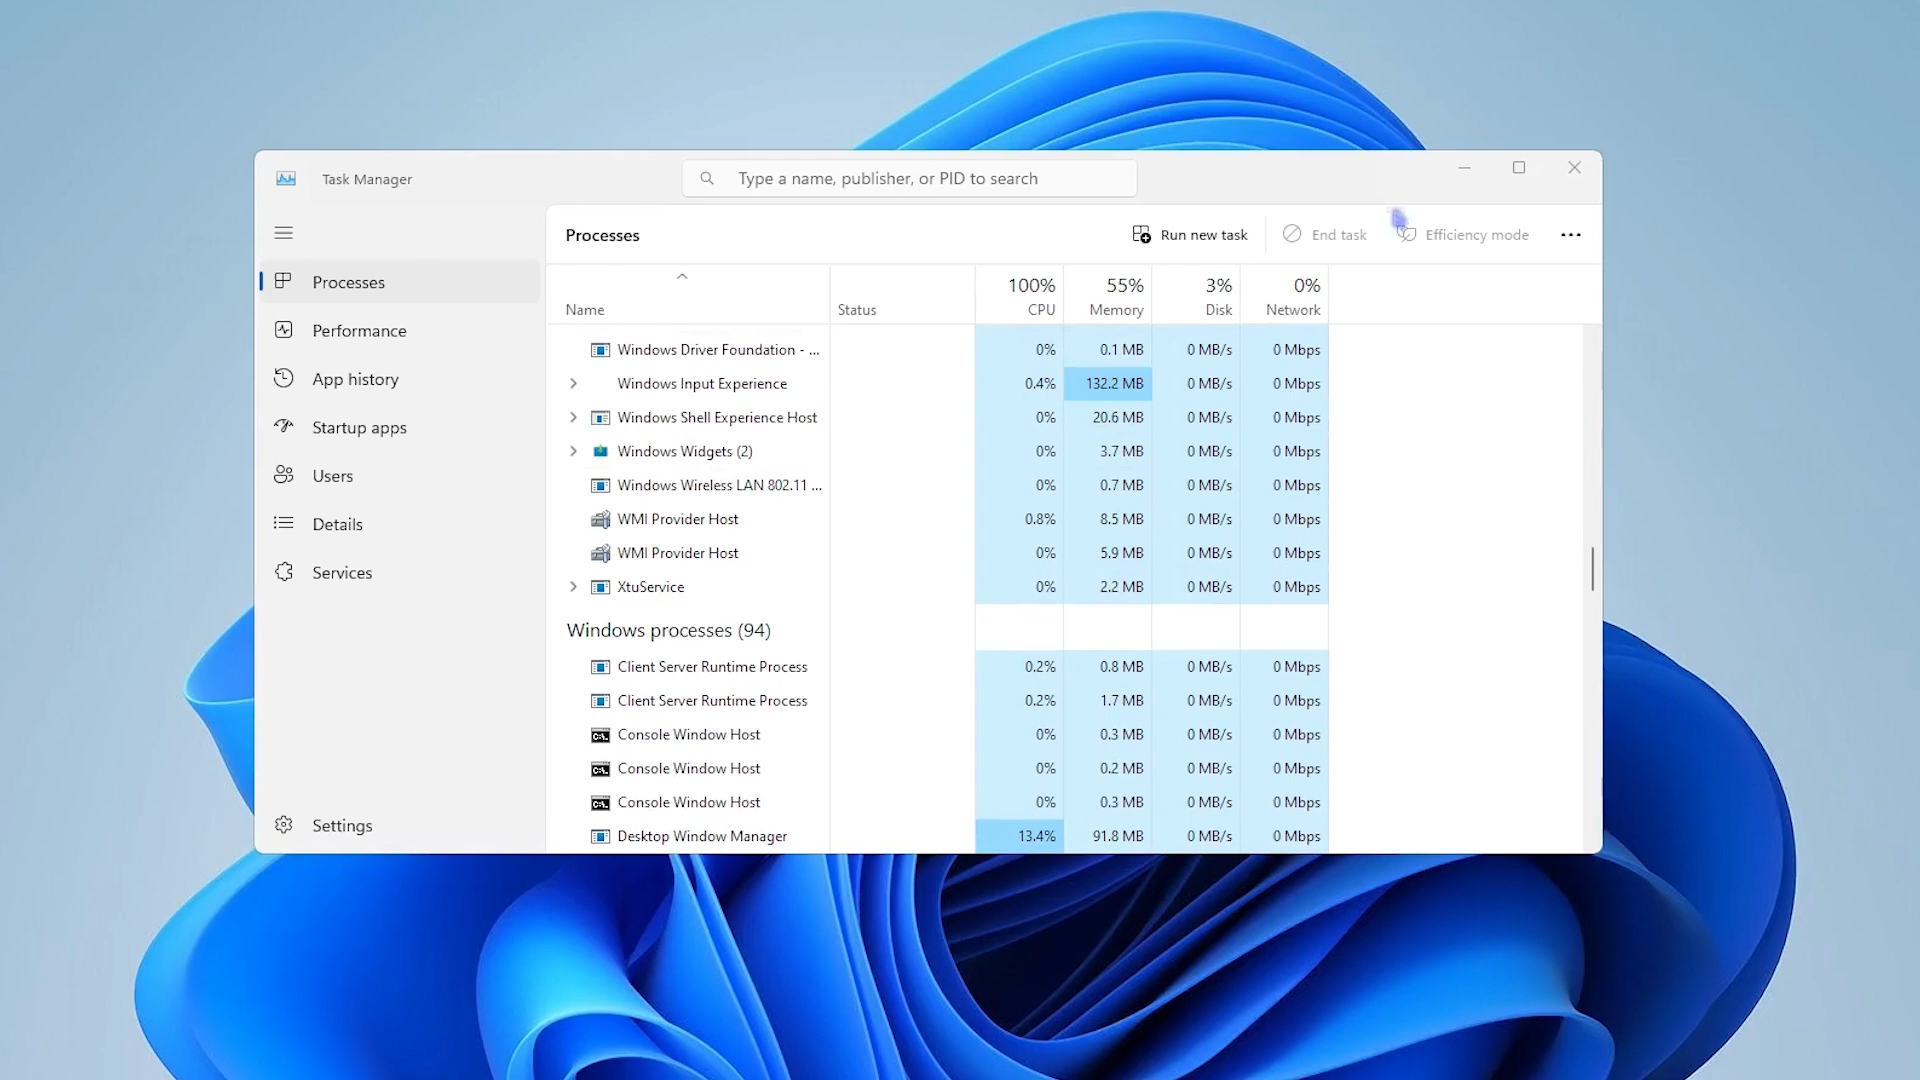 Task Manager
Type a name, publisher, or PID to search
Processes
Run new task
End task
Efficiency mode
Processes
Performance
App history
Startup apps
Users
Details
Services
Settings
100% 55% 3% 0%
Name Status CPU Memory Disk Network
Windows Driver Foundation - ... 0% 0.1 MB 0 MB/s 0 Mbps
Windows Input Experience 0.4% 132.2 MB 0 MB/s 0 Mbps
Windows Shell Experience Host 0% 20.6 MB 0 MB/s 0 Mbps
Windows Widgets (2) 0% 3.7 MB 0 MB/s 0 Mbps
Windows Wireless LAN 802.11 ... 0% 0.7 MB 0 MB/s 0 Mbps
WMI Provider Host 0.8% 8.5 MB 0 MB/s 0 Mbps
WMI Provider Host 0% 5.9 MB 0 MB/s 0 Mbps
XtuService 0% 2.2 MB 0 MB/s 0 Mbps
Windows processes (94)
Client Server Runtime Process 0.2% 0.8 MB 0 MB/s 0 Mbps
Client Server Runtime Process 0.2% 1.7 MB 0 MB/s 0 Mbps
Console Window Host 0% 0.3 MB 0 MB/s 0 Mbps
Console Window Host 0% 0.2 MB 0 MB/s 0 Mbps
Console Window Host 0% 0.3 MB 0 MB/s 0 Mbps
Desktop Window Manager 13.4% 91.8 MB 0 MB/s 0 Mbps